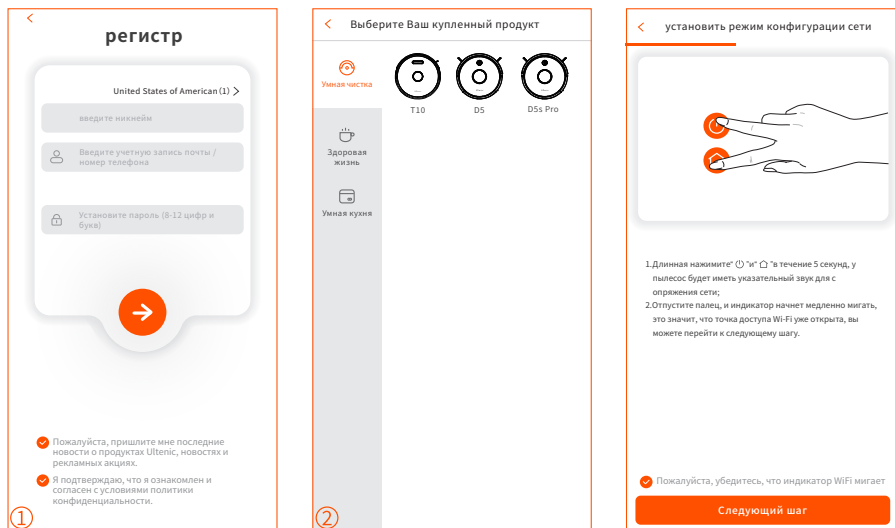 регистр
United States of American (1)
введите никнейм
Введите учетную запись почты /
номер телефона
Установите пароль (8-12 цифр и
букв)
Пожалуйста, пришлите мне последние
новости о продуктах Ultenic, новостях и
рекламных акциях.
Я подтверждаю, что я ознакомлен и
согласен с условиями политики
конфиденциальности.
1
Выберите Ваш купленный продукт
Умная чистка
T10
D5
D5s Pro
Здоровая
жизнь
Умная кухня
2
установить режим конфигурации сети
1.Длинная нажимите" "и" "в течение 5 секунд, у
пылесос будет иметь указательный звук для с
опряжения сети;
2.Отпустите палец, и индикатор начнет медленно мигать,
это значит, что точка доступа Wi-Fi уже открыта, вы
можете перейти к следующему шагу.
Пожалуйста, убедитесь, что индикатор WiFi мигает
Следующий шаг